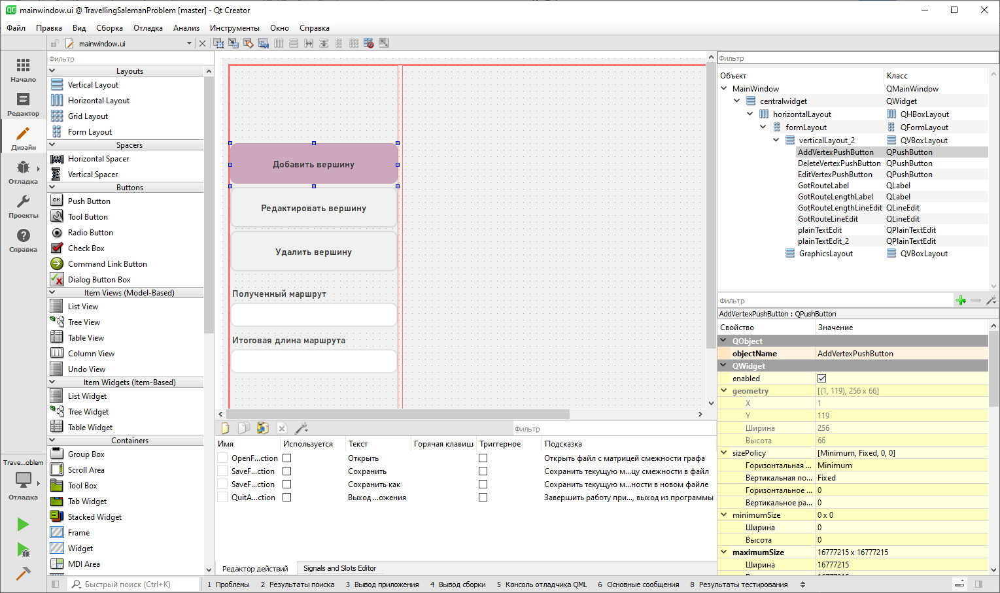 mainwindow.ui @ TravellingSalemanProblem [master] - Qt Creator
Файл Правка Вид Сборка Отладка Анализ Инструменты Окно Справка
mainwindow.ui
Начало
Редактор
Дизайн
Отладка
Проекты
Справка
Trave...oblem
Отладка
Фильтр
Layouts
Vertical Layout
Horizontal Layout
Grid Layout
Form Layout
Spacers
Horizontal Spacer
Vertical Spacer
Buttons
Push Button
Tool Button
Radio Button
Check Box
Command Link Button
Dialog Button Box
Item Views (Model-Based)
List View
Tree View
Table View
Column View
Undo View
Item Widgets (Item-Based)
List Widget
Tree Widget
Table Widget
Containers
Group Box
Scroll Area
Tool Box
Tab Widget
Stacked Widget
Frame
Widget
MDI Area
Добавить вершину
Редактировать вершину
Удалить вершину
Полученный маршрут
Итоговая длина маршрута
Фильтр
Имя Используется Текст Горячая клавиш Триггерное Подсказка
OpenF...ction Открыть Открыть файл с матрицей смежности графа
SaveF...ction Сохранить Сохранить текущую м...цу смежности в файл
SaveF...ction Сохранить как Сохранить текущую м...ности в новом файле
QuitA...ction Выход ...ожения Завершить работу при..., выход из программы
Редактор действий Signals and Slots Editor
Фильтр
Объект Класс
MainWindow QMainWindow
centralwidget QWidget
horizontalLayout QHBoxLayout
formLayout QFormLayout
verticalLayout_2 QVBoxLayout
AddVertexPushButton QPushButton
DeleteVertexPushButton QPushButton
EditVertexPushButton QPushButton
GotRouteLabel QLabel
GotRouteLengthLabel QLabel
GotRouteLengthLineEdit QLineEdit
GotRouteLineEdit QLineEdit
plainTextEdit QPlainTextEdit
plainTextEdit_2 QPlainTextEdit
GraphicsLayout QVBoxLayout
Фильтр
AddVertexPushButton : QPushButton
Свойство Значение
QObject
objectName AddVertexPushButton
QWidget
enabled
geometry [(1, 119), 256 x 66]
X 1
Y 119
Ширина 256
Высота 66
sizePolicy [Minimum, Fixed, 0, 0]
Горизонтальная ... Minimum
Вертикальная по... Fixed
Горизонтальное ... 0
Вертикальное ра... 0
minimumSize 0 x 0
Ширина 0
Высота 0
maximumSize 16777215 x 16777215
Ширина 16777215
Быстрый поиск (Ctrl+K) 1 Проблемы 2 Результаты поиска 3 Вывод приложения 4 Вывод сборки 5 Консоль отладчика QML 6 Основные сообщения 8 Результаты тестирования